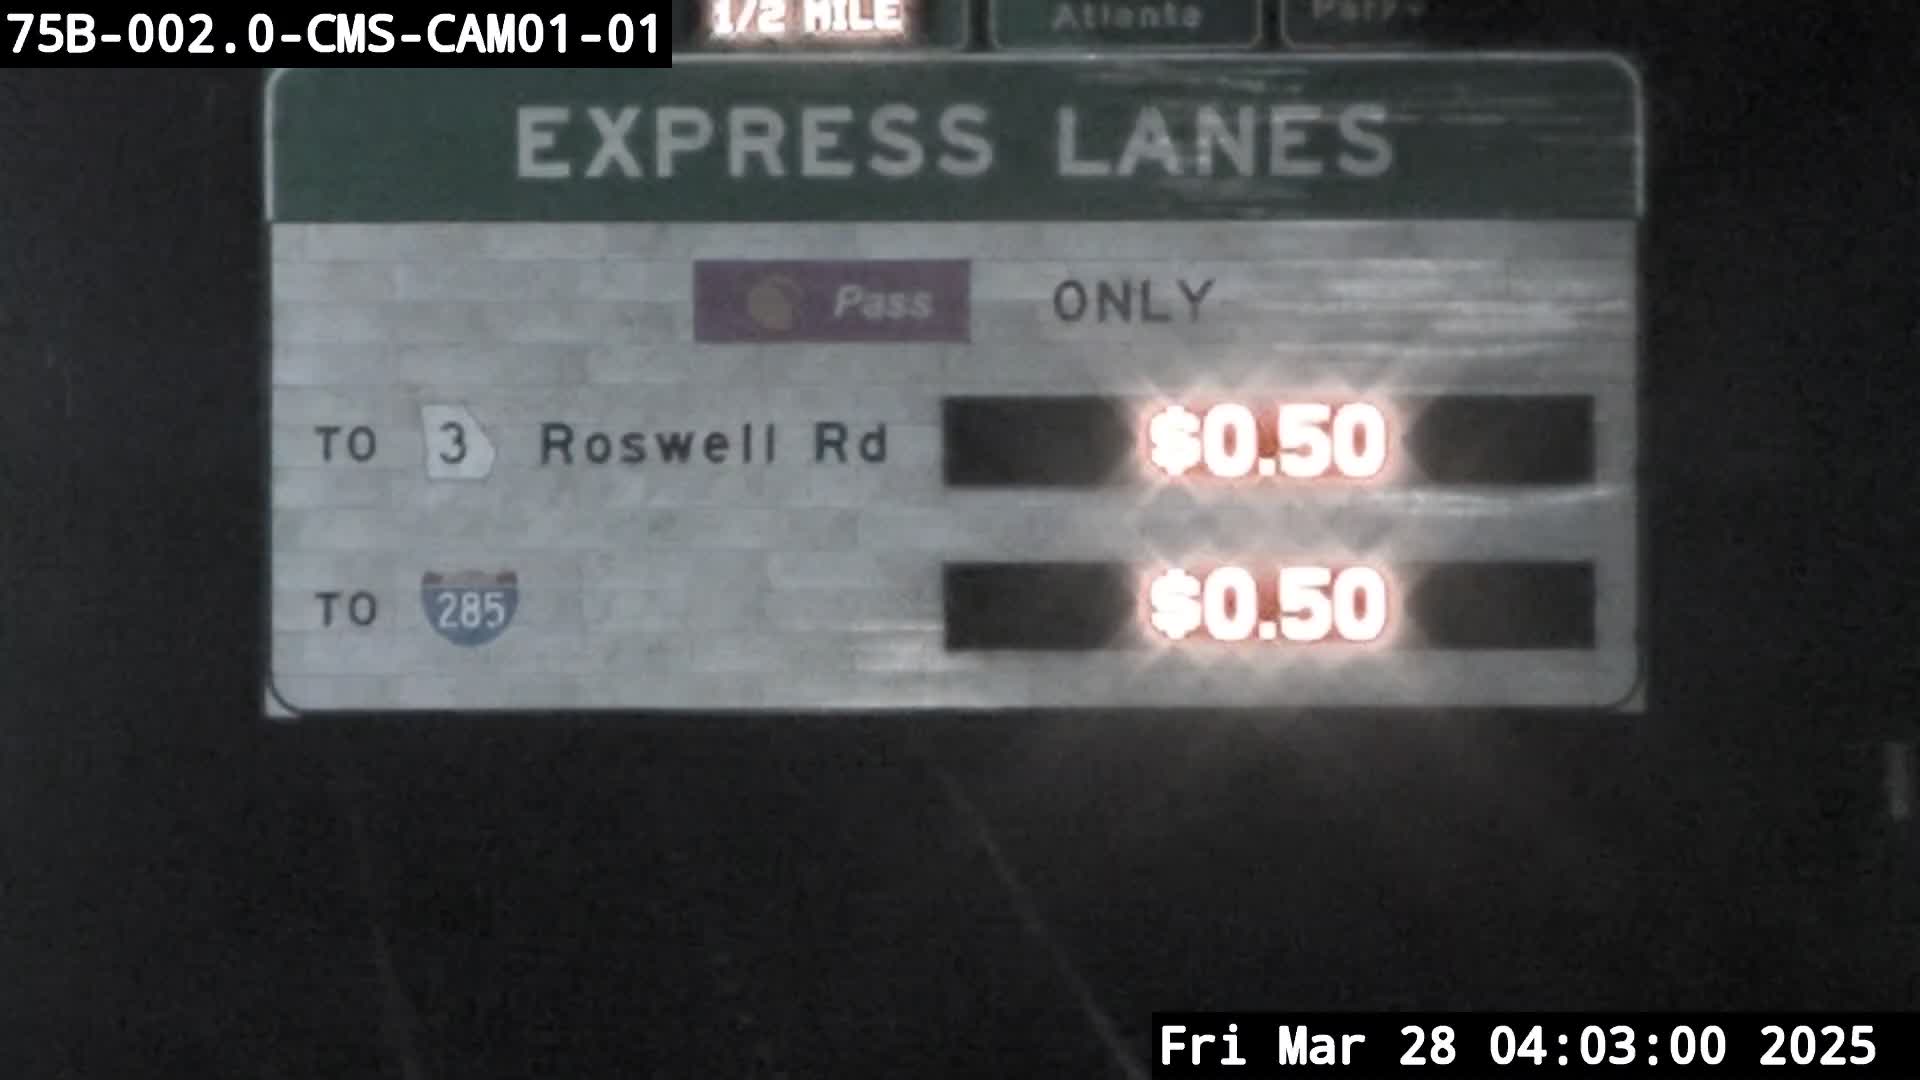 75B-002.0-CMS-CAM01-01
1/2 MILE
EXPRESS LANES
Pass ONLY
TO 3 Roswell Rd $0.50
TO 285 $0.50
Fri Mar 28 04:03:00 2025